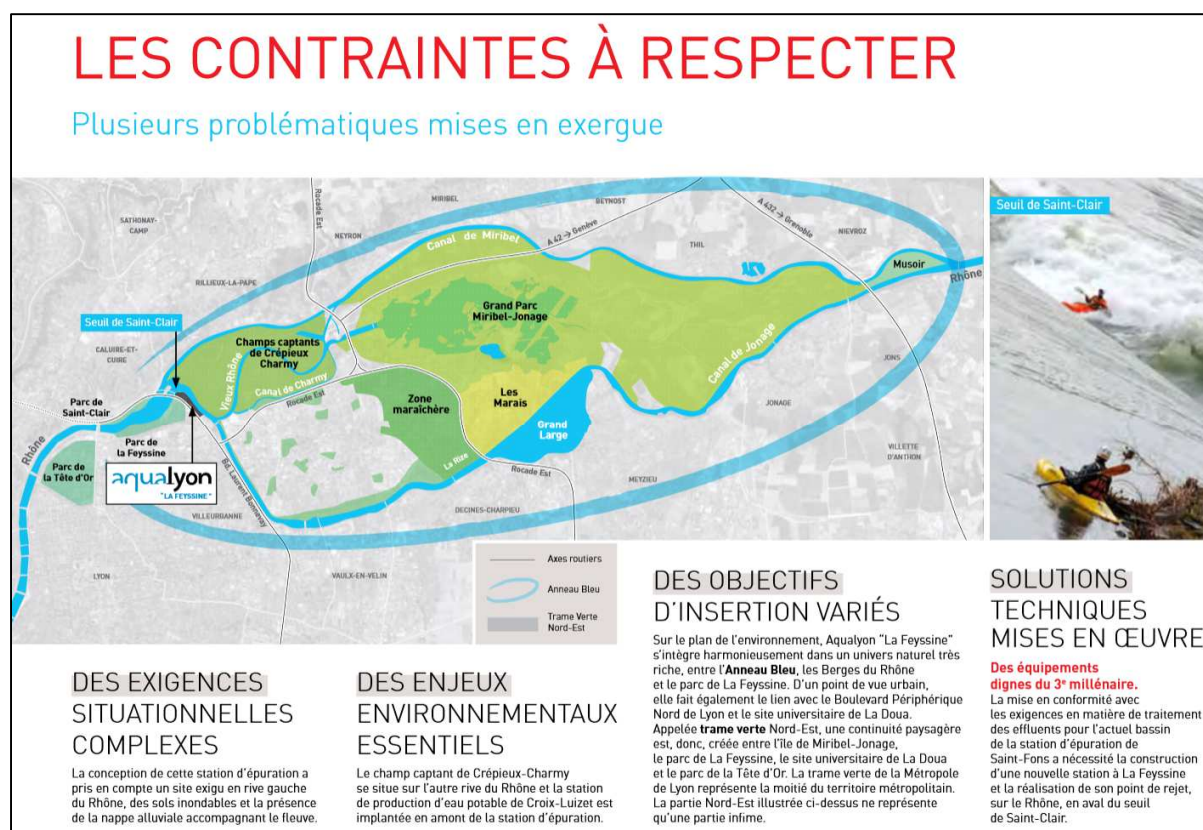 LES CONTRAINTES À RESPECTER
Plusieurs problématiques mises en exergue
SATHONAY-
CAMP
Rocade Est
NEYRON
MIRIBEL
BEYNOST
A 42 → Genève
A 432 → Grenoble
THIL
NIEVROZ
Musoir
Rhône
Canal de Miribel
RILLIEUX-LA-PAPE
Grand Parc
Miribel-Jonage
Seuil de Saint-Clair
CALUIRE-ET-
CUIRE
Champs captants
de Crépieux
Charmy
Vieux Rhône
Canal de Charmy
Rocade Est
Canal de Jonage
JONS
Parc de
Saint-Clair
Zone
maraîchère
Les
Marais
JONAGE
Grand
Large
Rhône
Parc de
la Feyssine
Parc de
la Tête d'Or
aqualyon
"LA FEYSSINE"
Bd. Laurent Bonnevay
La Rize
Rocade Est
VILLETTE
D'ANTHON
MEYZIEU
VILLEURBANNE
DECINES-CHARPIEU
LYON
VAULX-EN-VELIN
Axes routiers
Anneau Bleu
Trame Verte
Nord-Est
Seuil de Saint-Clair
DES EXIGENCES
SITUATIONNELLES
COMPLEXES
La conception de cette station d'épuration a
pris en compte un site exigu en rive gauche
du Rhône, des sols inondables et la présence
de la nappe alluviale accompagnant le fleuve.
DES ENJEUX
ENVIRONNEMENTAUX
ESSENTIELS
Le champ captant de Crépieux-Charmy
se situe sur l'autre rive du Rhône et la station
de production d'eau potable de Croix-Luizet est
implantée en amont de la station d'épuration.
DES OBJECTIFS
D'INSERTION VARIÉS
Sur le plan de l'environnement, Aqualyon "La Feyssine"
s'intègre harmonieusement dans un univers naturel très
riche, entre l'Anneau Bleu, les Berges du Rhône
et le parc de La Feyssine. D'un point de vue urbain,
elle fait également le lien avec le Boulevard Périphérique
Nord de Lyon et le site universitaire de La Doua.
Appelée trame verte Nord-Est, une continuité paysagère
est, donc, créée entre l'île de Miribel-Jonage,
le parc de La Feyssine, le site universitaire de La Doua
et le parc de la Tête d'Or. La trame verte de la Métropole
de Lyon représente la moitié du territoire métropolitain.
La partie Nord-Est illustrée ci-dessus ne représente
qu'une partie infime.
SOLUTIONS
TECHNIQUES
MISES EN ŒUVRE
Des équipements
dignes du 3e millénaire.
La mise en conformité avec
les exigences en matière de traitement
des effluents pour l'actuel bassin
de la station d'épuration de
Saint-Fons a nécessité la construction
d'une nouvelle station à La Feyssine
et la réalisation de son point de rejet,
sur le Rhône, en aval du seuil
de Saint-Clair.